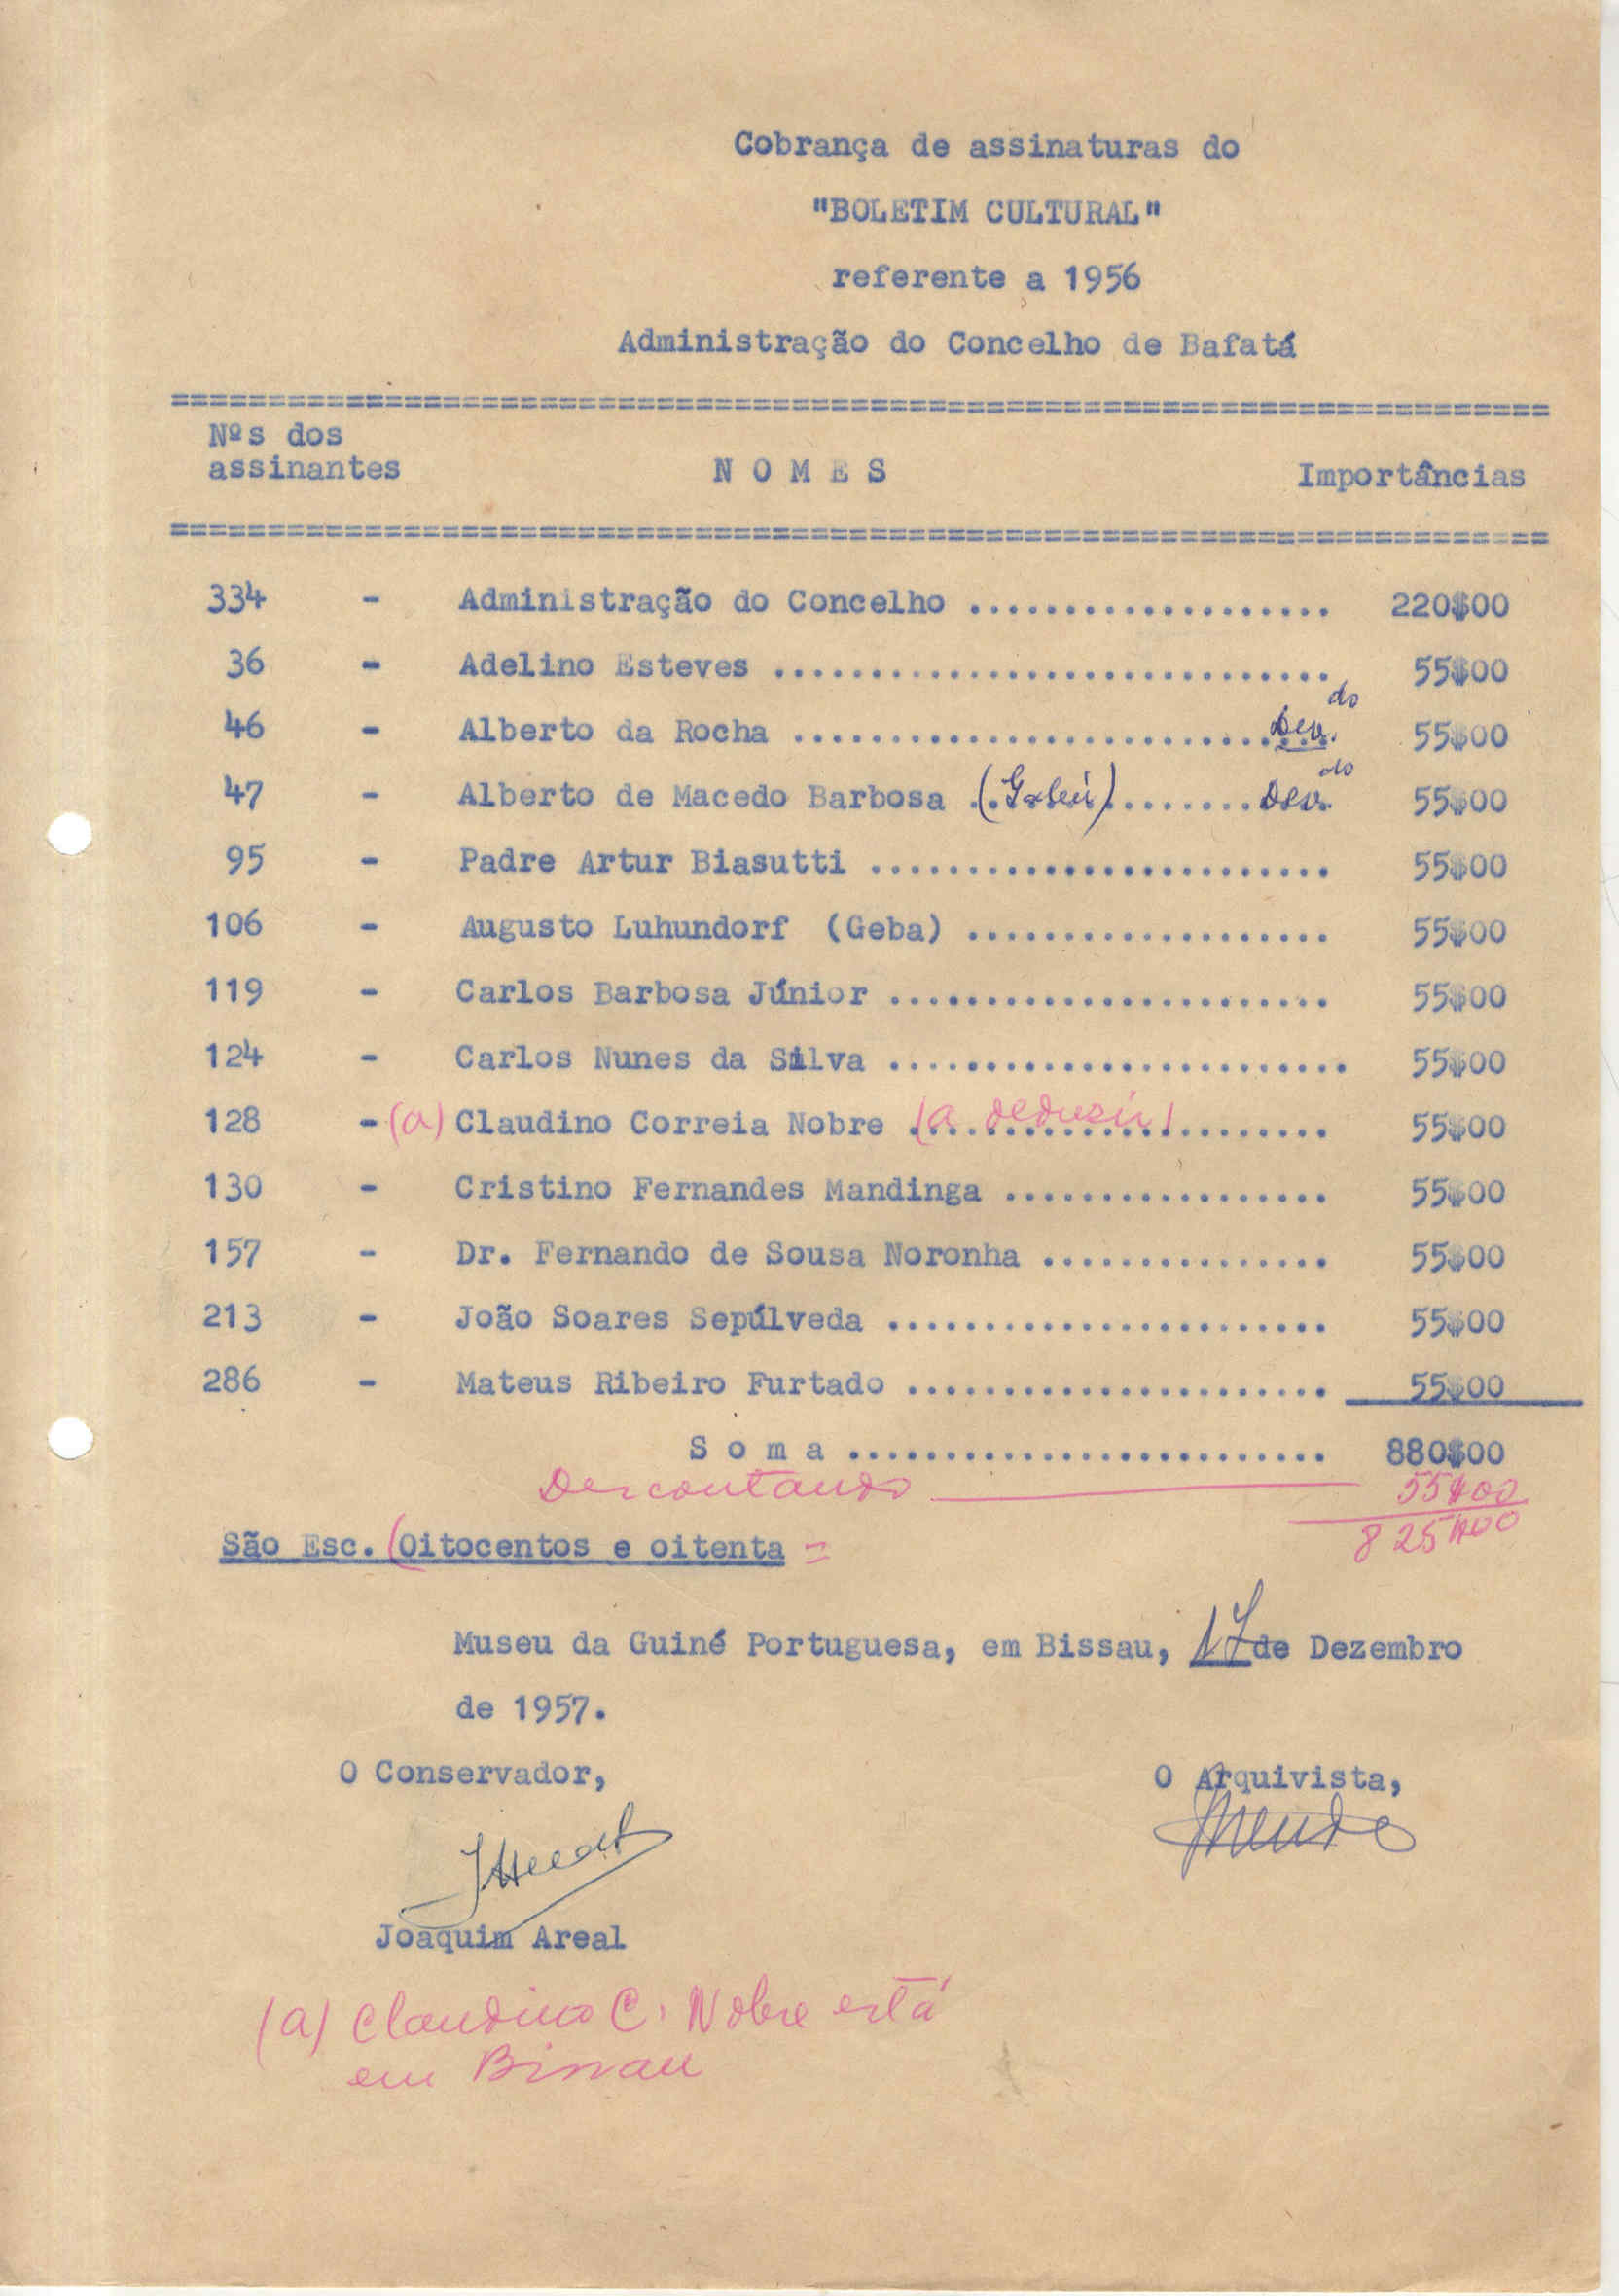 Cobrança de assinaturas do
"BOLETIM CULTURAL"
referente a 1956
Administração do Concelho de Bafatá
Nºs dos
assinantes N O M E S Importâncias
334 - Administração do Concelho ................... 220$00
36 - Adelino Esteves ............................. 55$00
46 - Alberto da Rocha ............................ Dev.do 55$00
47 - Alberto de Macedo Barbosa (Gabú) ....... Dev.do 55$00
95 - Padre Artur Biasutti ........................ 55$00
106 - Augusto Luhundorf (Geba) ................... 55$00
119 - Carlos Barbosa Júnior ....................... 55$00
124 - Carlos Nunes da Silva ........................ 55$00
128 - (a) Claudino Correia Nobre (a deduzir) ...................... 55$00
130 - Cristino Fernandes Mandinga ................. 55$00
157 - Dr. Fernando de Sousa Noronha ............... 55$00
213 - João Soares Sepúlveda ....................... 55$00
286 - Mateus Ribeiro Furtado ...................... 55$00
S o m a ......................... 880$00
Descontando 55$00
825$00
São Esc. (Oitocentos e oitenta =
Museu da Guiné Portuguesa, em Bissau, 17 de Dezembro
de 1957.
O Conservador, O Arquivista,
Joaquim Areal
(a) Claudino C. Nobre está
em Bissau